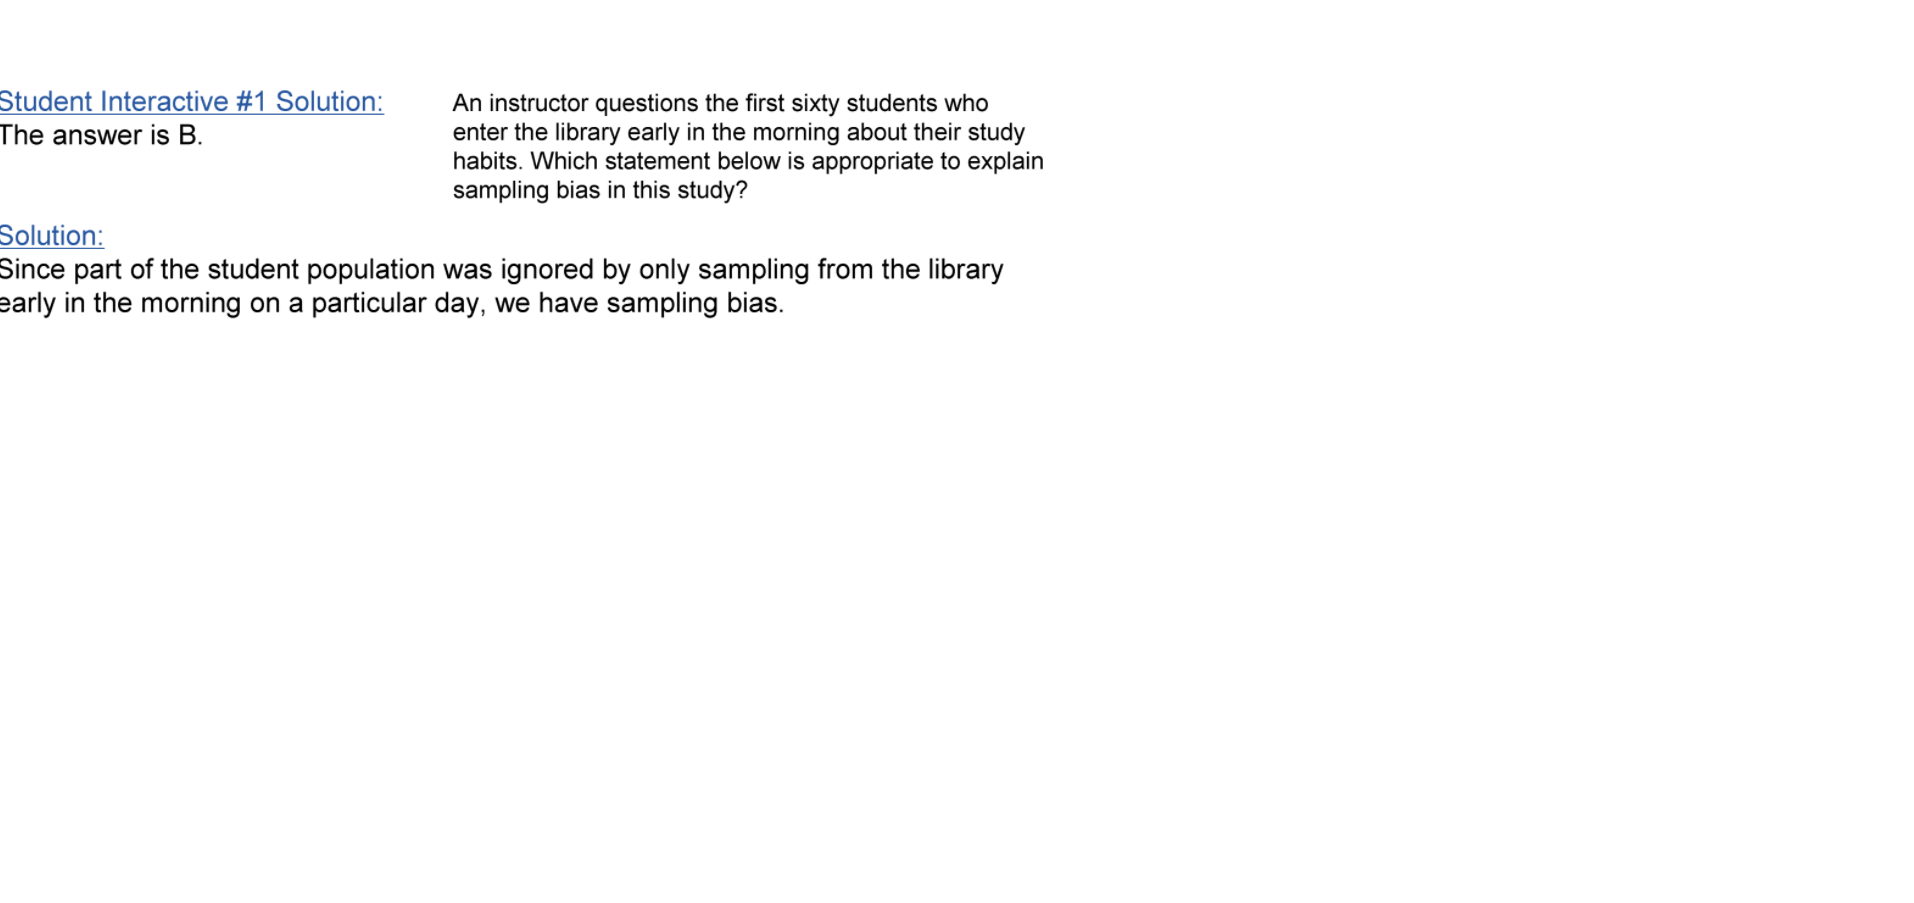 Student Interactive #1 Solution:
The answer is B.
An instructor questions the first sixty students who
enter the library early in the morning about their study
habits. Which statement below is appropriate to explain
sampling bias in this study?
Solution:
Since part of the student population was ignored by only sampling from the library
early in the morning on a particular day, we have sampling bias.